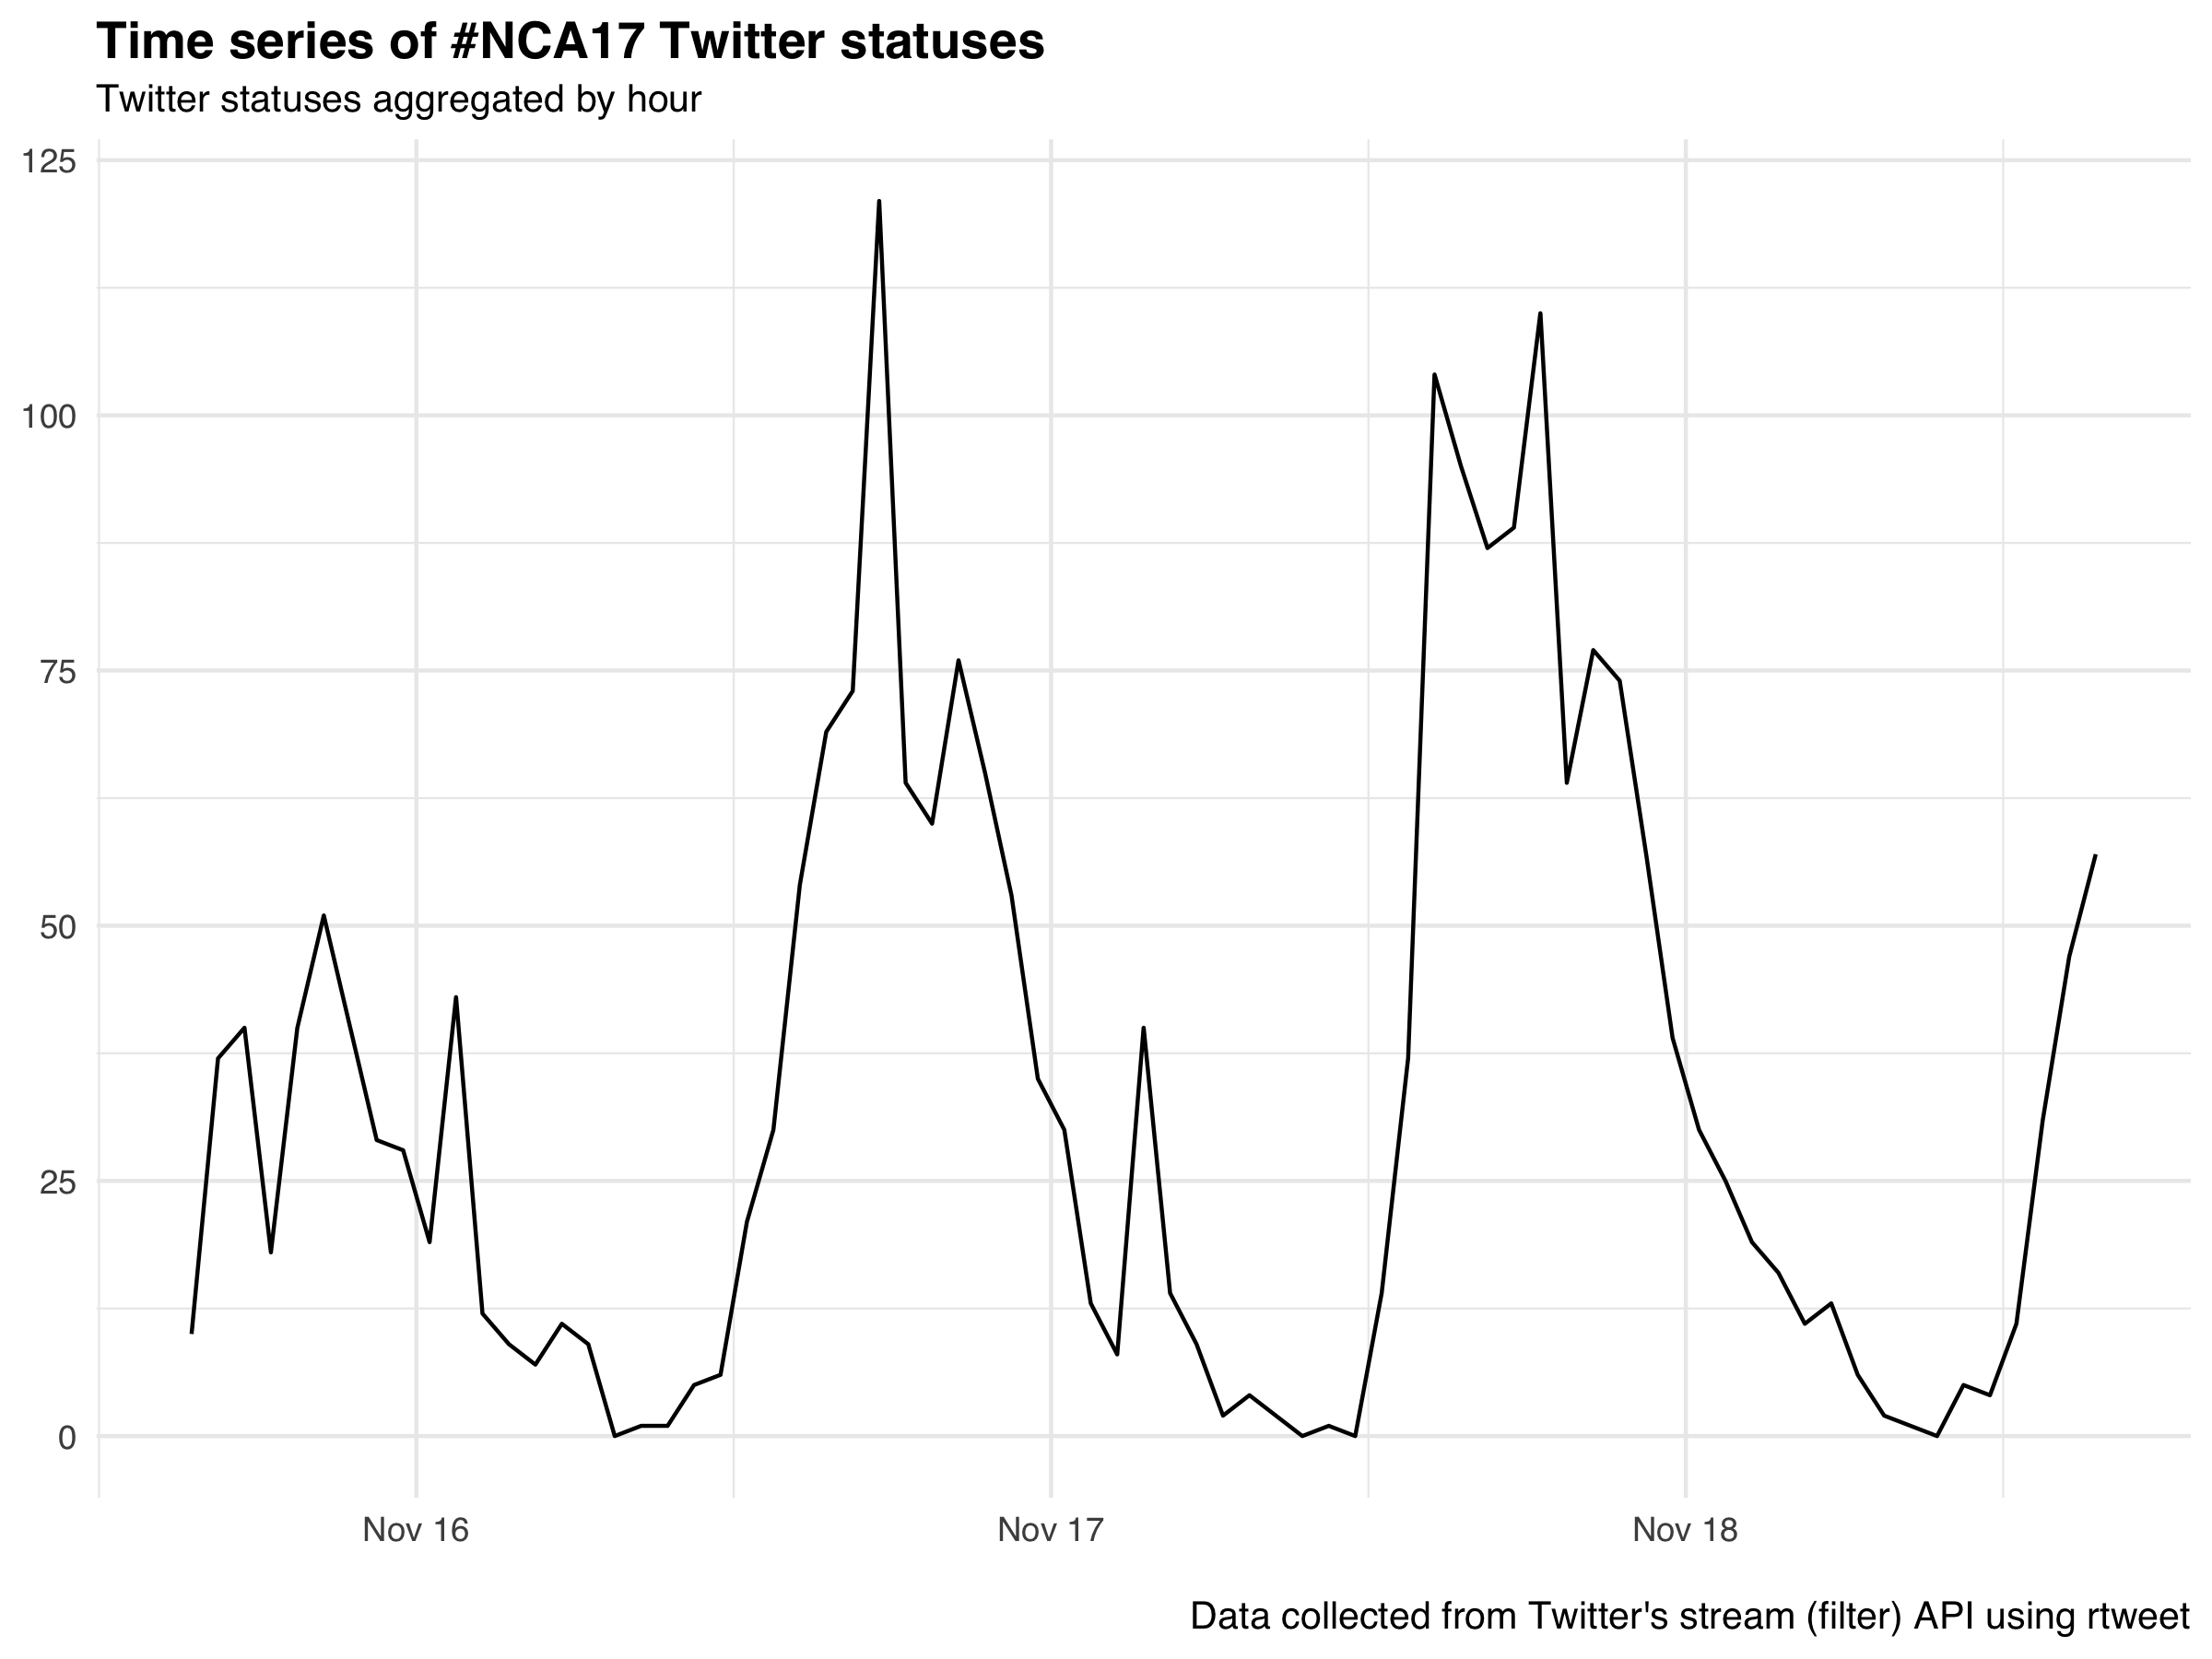 Time series of #NCA17 Twitter statuses
Twitter statuses aggregated by hour
125
100
75
50
25
0
Nov 16 Nov 17 Nov 18
Data collected from Twitter's stream (filter) API using rtweet